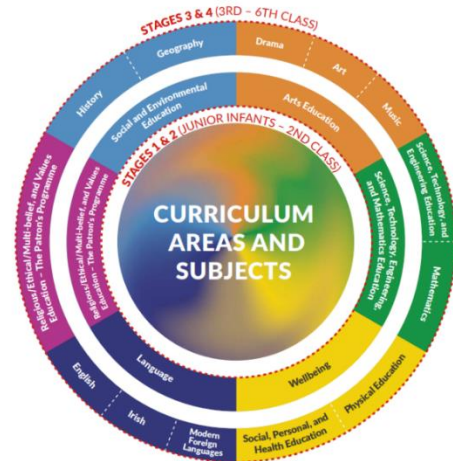 STAGES 3 & 4 (3RD – 6TH CLASS)
History
Geography
Drama
Art
Music
Science, Technology, and
Engineering Education
Mathematics
Physical Education
Social, Personal, and
Health Education
Modern
Foreign
Languages
Irish
English
Religious/Ethical/Multi-belief, and Values
Education – The Patron's Programme
Social and Environmental
Education
Arts Education
Science, Technology, Engineering,
and Mathematics Education
Wellbeing
Language
Religious/Ethical/Multi-belief, and Values
Education – The Patron's Programme
STAGES 1 & 2 (JUNIOR INFANTS – 2ND CLASS)
CURRICULUM
AREAS AND
SUBJECTS